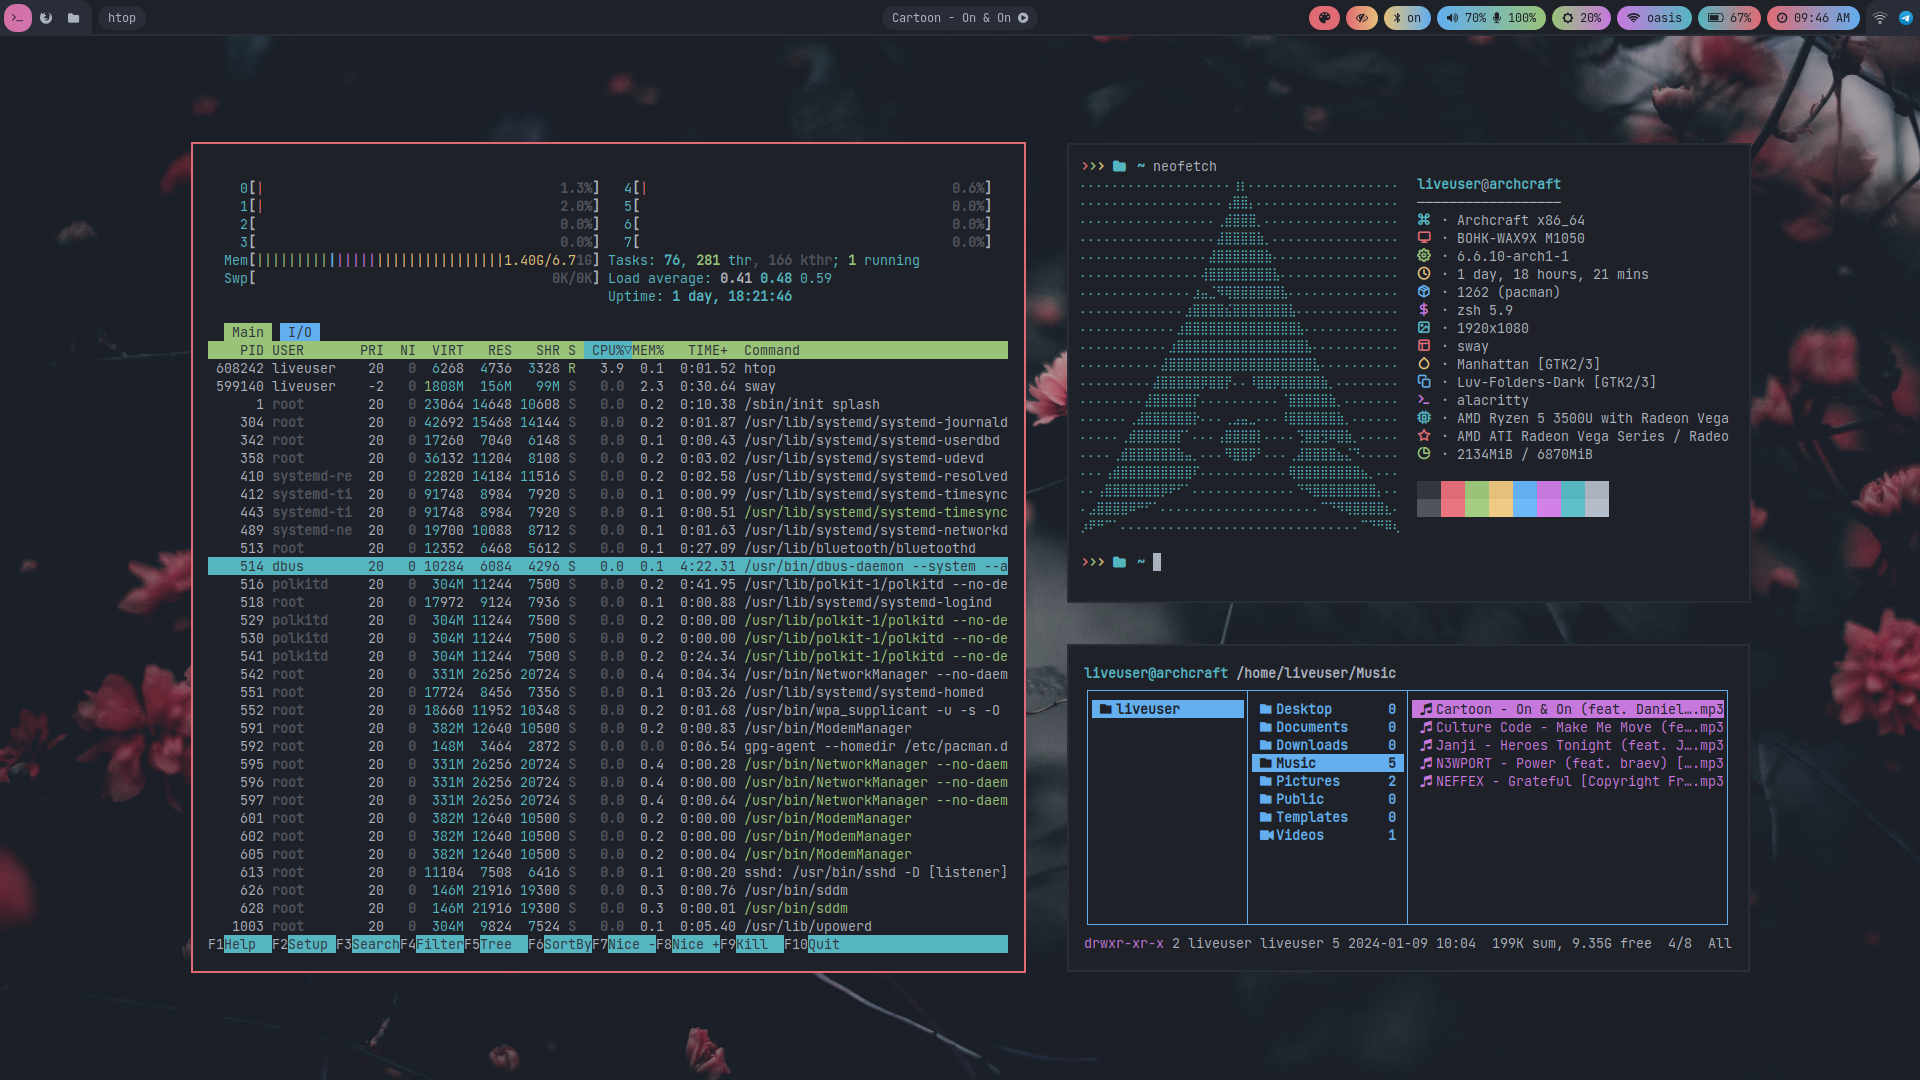 htop
Cartoon - On & On
on
70% 100%
20%
oasis
67%
09:46 AM
0[| 1.3%] 4[| 0.6%]
1[| 2.0%] 5[ 0.0%]
2[ 0.0%] 6[ 0.0%]
3[ 0.0%] 7[ 0.0%]
Mem[|||||||||||||||||||||||||||||||1.40G/6.71G] Tasks: 76, 281 thr, 166 kthr; 1 running
Swp[ 0K/0K] Load average: 0.41 0.48 0.59
Uptime: 1 day, 18:21:46
Main I/O
PID USER PRI NI VIRT RES SHR S CPU%▽MEM% TIME+ Command
608242 liveuser 20 0 6268 4736 3328 R 3.9 0.1 0:01.52 htop
599140 liveuser -2 0 1808M 156M 99M S 0.0 2.3 0:30.64 sway
1 root 20 0 23064 14648 10608 S 0.0 0.2 0:10.38 /sbin/init splash
304 root 20 0 42692 15468 14144 S 0.0 0.2 0:01.87 /usr/lib/systemd/systemd-journald
342 root 20 0 17260 7040 6148 S 0.0 0.1 0:00.43 /usr/lib/systemd/systemd-userdbd
358 root 20 0 36132 11204 8108 S 0.0 0.2 0:03.02 /usr/lib/systemd/systemd-udevd
410 systemd-re 20 0 22820 14184 11516 S 0.0 0.2 0:02.58 /usr/lib/systemd/systemd-resolved
412 systemd-ti 20 0 91748 8984 7920 S 0.0 0.1 0:00.99 /usr/lib/systemd/systemd-timesync
443 systemd-ti 20 0 91748 8984 7920 S 0.0 0.1 0:00.51 /usr/lib/systemd/systemd-timesync
489 systemd-ne 20 0 19700 10088 8712 S 0.0 0.1 0:01.63 /usr/lib/systemd/systemd-networkd
513 root 20 0 12352 6468 5612 S 0.0 0.1 0:27.09 /usr/lib/bluetooth/bluetoothd
514 dbus 20 0 10284 6084 4296 S 0.0 0.1 4:22.31 /usr/bin/dbus-daemon --system --a
516 polkitd 20 0 304M 11244 7500 S 0.0 0.2 0:41.95 /usr/lib/polkit-1/polkitd --no-de
518 root 20 0 17972 9124 7936 S 0.0 0.1 0:00.88 /usr/lib/systemd/systemd-logind
529 polkitd 20 0 304M 11244 7500 S 0.0 0.2 0:00.00 /usr/lib/polkit-1/polkitd --no-de
530 polkitd 20 0 304M 11244 7500 S 0.0 0.2 0:00.00 /usr/lib/polkit-1/polkitd --no-de
541 polkitd 20 0 304M 11244 7500 S 0.0 0.2 0:24.34 /usr/lib/polkit-1/polkitd --no-de
542 root 20 0 331M 26256 20724 S 0.0 0.4 0:04.34 /usr/bin/NetworkManager --no-daem
551 root 20 0 17724 8456 7356 S 0.0 0.1 0:03.26 /usr/lib/systemd/systemd-homed
552 root 20 0 18660 11952 10348 S 0.0 0.2 0:01.68 /usr/bin/wpa_supplicant -u -s -O
591 root 20 0 382M 12640 10500 S 0.0 0.2 0:00.83 /usr/bin/ModemManager
592 root 20 0 148M 3464 2872 S 0.0 0.0 0:06.54 gpg-agent --homedir /etc/pacman.d
595 root 20 0 331M 26256 20724 S 0.0 0.4 0:00.28 /usr/bin/NetworkManager --no-daem
596 root 20 0 331M 26256 20724 S 0.0 0.4 0:00.00 /usr/bin/NetworkManager --no-daem
597 root 20 0 331M 26256 20724 S 0.0 0.4 0:00.64 /usr/bin/NetworkManager --no-daem
601 root 20 0 382M 12640 10500 S 0.0 0.2 0:00.00 /usr/bin/ModemManager
602 root 20 0 382M 12640 10500 S 0.0 0.2 0:00.00 /usr/bin/ModemManager
605 root 20 0 382M 12640 10500 S 0.0 0.2 0:00.04 /usr/bin/ModemManager
613 root 20 0 11104 7508 6416 S 0.0 0.1 0:00.20 sshd: /usr/bin/sshd -D [listener]
626 root 20 0 146M 21916 19300 S 0.0 0.3 0:00.76 /usr/bin/sddm
628 root 20 0 146M 21916 19300 S 0.0 0.3 0:00.01 /usr/bin/sddm
1003 root 20 0 304M 9824 7524 S 0.0 0.1 0:05.40 /usr/lib/upowerd
F1Help F2Setup F3SearchF4FilterF5Tree F6SortByF7Nice -F8Nice +F9Kill F10Quit
~ neofetch
liveuser@archcraft
· Archcraft x86_64
· BOHK-WAX9X M1050
· 6.6.10-arch1-1
· 1 day, 18 hours, 21 mins
· 1262 (pacman)
· zsh 5.9
· 1920x1080
· sway
· Manhattan [GTK2/3]
· Luv-Folders-Dark [GTK2/3]
· alacritty
· AMD Ryzen 5 3500U with Radeon Vega
· AMD ATI Radeon Vega Series / Radeo
· 2134MiB / 6870MiB
~
liveuser@archcraft /home/liveuser/Music
liveuser
Desktop 0
Documents 0
Downloads 0
Music 5
Pictures 2
Public 0
Templates 0
Videos 1
Cartoon - On & On (feat. Daniel….mp3
Culture Code - Make Me Move (fe….mp3
Janji - Heroes Tonight (feat. J….mp3
N3WPORT - Power (feat. braev) [….mp3
NEFFEX - Grateful [Copyright Fr….mp3
drwxr-xr-x 2 liveuser liveuser 5 2024-01-09 10:04 199K sum, 9.35G free 4/8 All